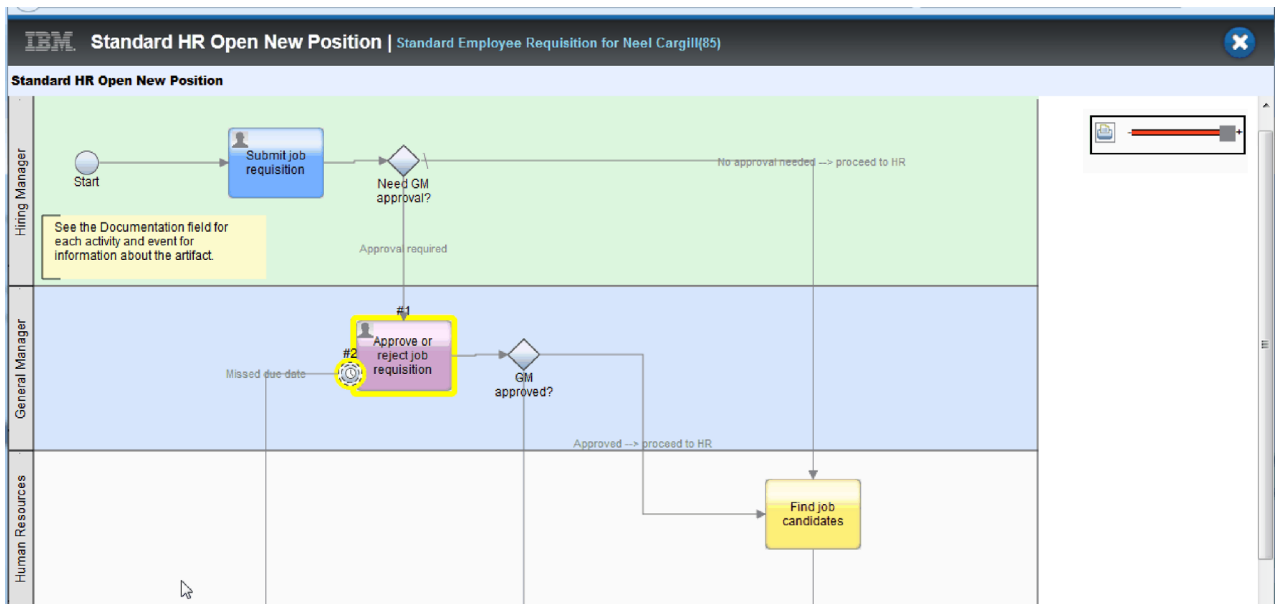 IBM Standard HR Open New Position | Standard Employee Requisition for Neel Cargill(85)
Standard HR Open New Position
Hiring Manager
Start
Submit job
requisition
Need GM
approval?
No approval needed --> proceed to HR
See the Documentation field for
each activity and event for
information about the artifact.
Approval required
General Manager
#1
Approve or
reject job
requisition
#2
Missed due date
GM
approved?
Approved --> proceed to HR
Human Resources
Find job
candidates